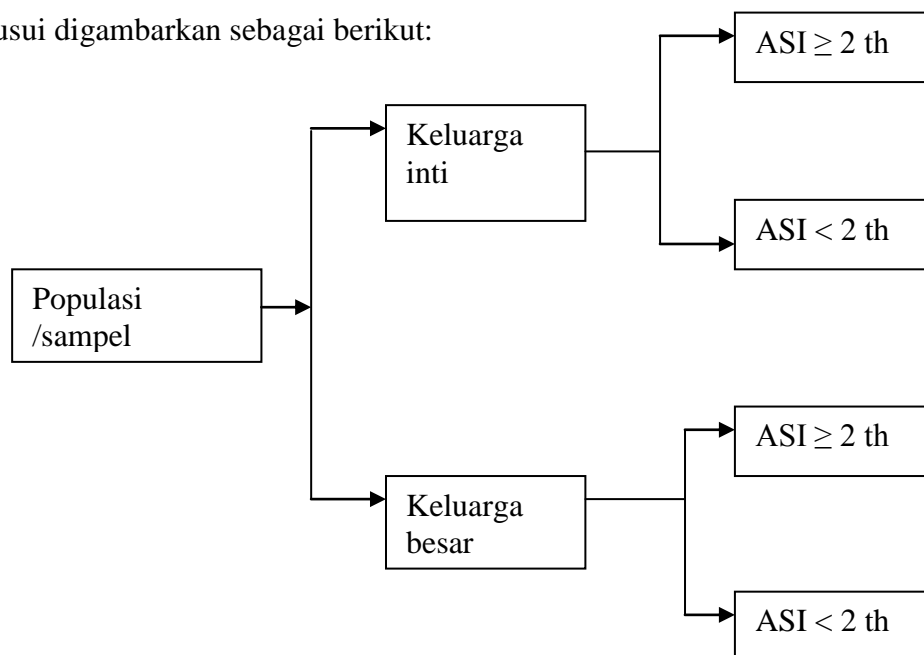 usui digambarkan sebagai berikut:
ASI ≥ 2 th
Keluarga
inti
ASI < 2 th
Populasi
/sampel
ASI ≥ 2 th
Keluarga
besar
ASI < 2 th